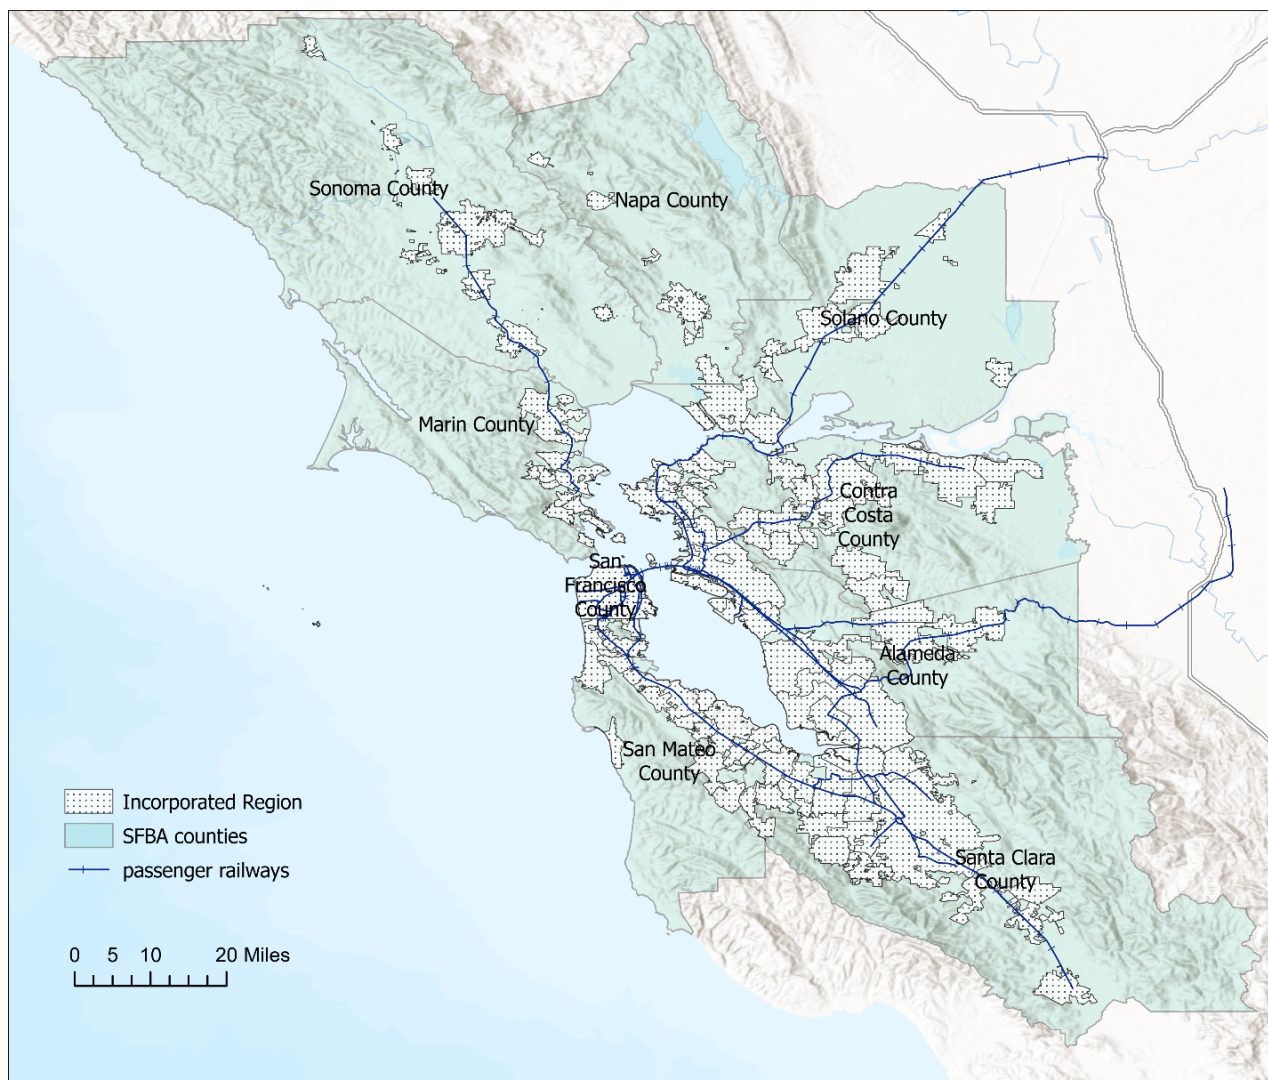 Sonoma County
Napa County
Solano County
Marin County
Contra
Costa
County
San
Francisco
County
Alameda
County
San Mateo
County
Incorporated Region
SFBA counties
passenger railways
Santa Clara
County
0 5 10 20 Miles